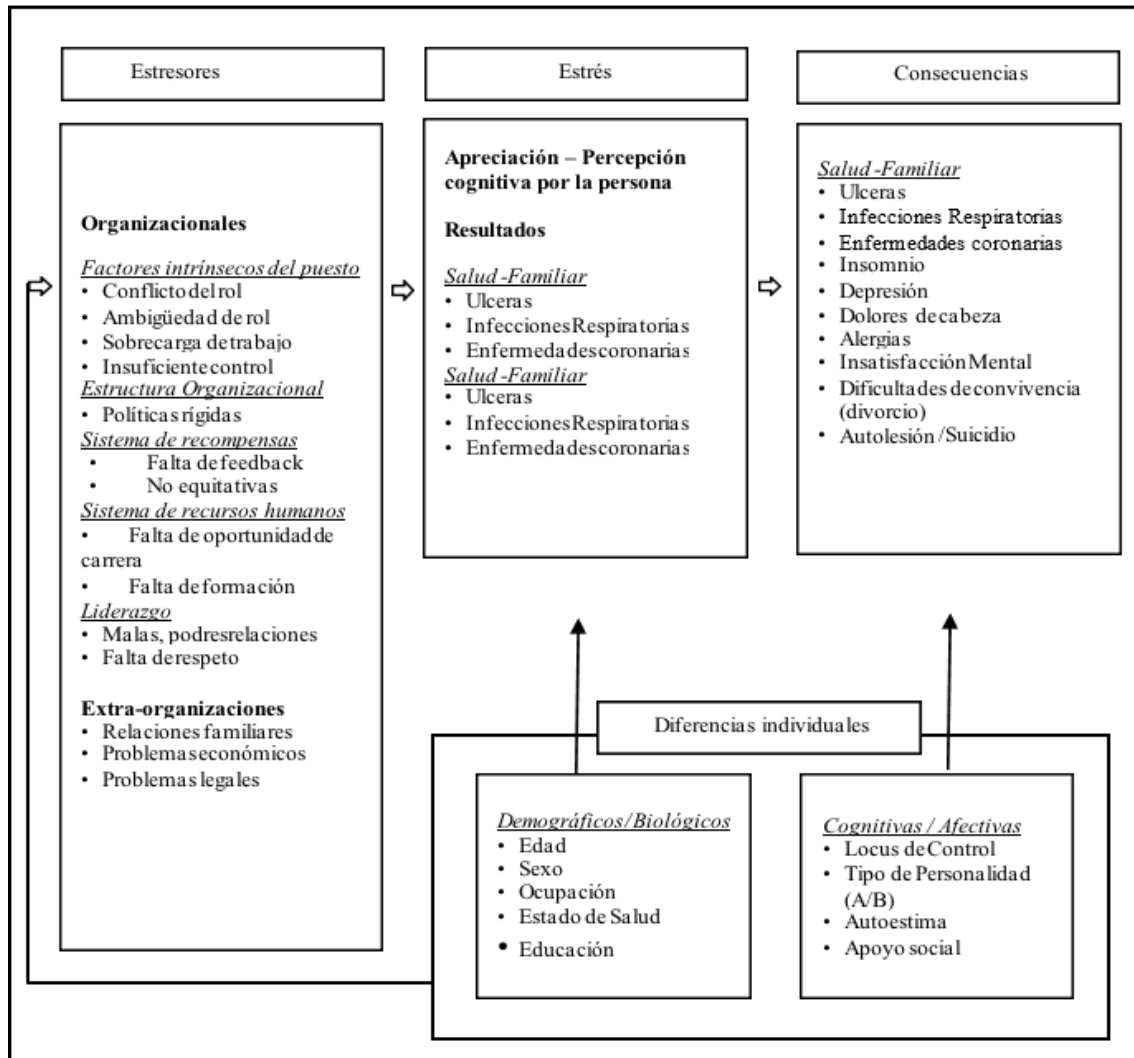 Estresores
Estrés
Consecuencias
Organizacionales
Factores intrínsecos del puesto
• Conflicto del rol
• Ambigüedad de rol
• Sobrecarga de trabajo
• Insuficiente control
Estructura Organizacional
• Políticas rígidas
Sistema de recompensas
• Falta de feedback
• No equitativas
Sistema de recursos humanos
• Falta de oportunidad de
carrera
• Falta de formación
Liderazgo
• Malas, podres relaciones
• Falta de respeto
Extra-organizaciones
• Relaciones familiares
• Problemas económicos
• Problemas legales
Apreciación – Percepción
cognitiva por la persona
Resultados
Salud -Familiar
• Ulceras
• Infecciones Respiratorias
• Enfermedades coronarias
Salud -Familiar
• Ulceras
• Infecciones Respiratorias
• Enfermedades coronarias
Salud -Familiar
• Ulceras
• Infecciones Respiratorias
• Enfermedades coronarias
• Insomnio
• Depresión
• Dolores de cabeza
• Alergias
• Insatisfacción Mental
• Dificultades de convivencia
(divorcio)
• Autolesión /Suicidio
Diferencias individuales
Demográficos/Biológicos
• Edad
• Sexo
• Ocupación
• Estado de Salud
• Educación
Cognitivas / Afectivas
• Locus de Control
• Tipo de Personalidad
(A/B)
• Autoestima
• Apoyo social